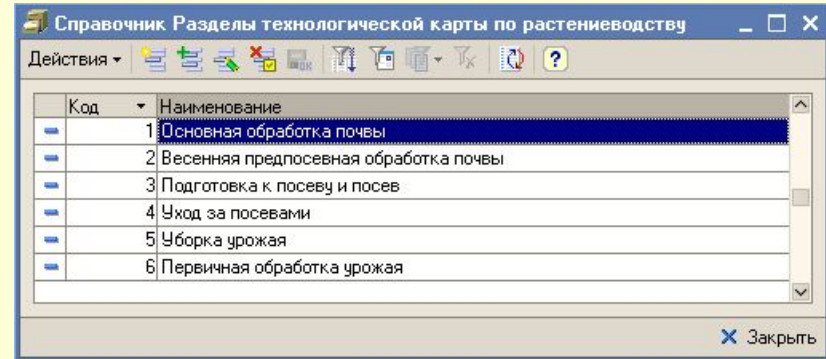 Справочник Разделы технологической карты по растениеводству
Действия
Код Наименование
1 Основная обработка почвы
2 Весенняя предпосевная обработка почвы
3 Подготовка к посеву и посев
4 Уход за посевами
5 Уборка урожая
6 Первичная обработка урожая
Закрыть